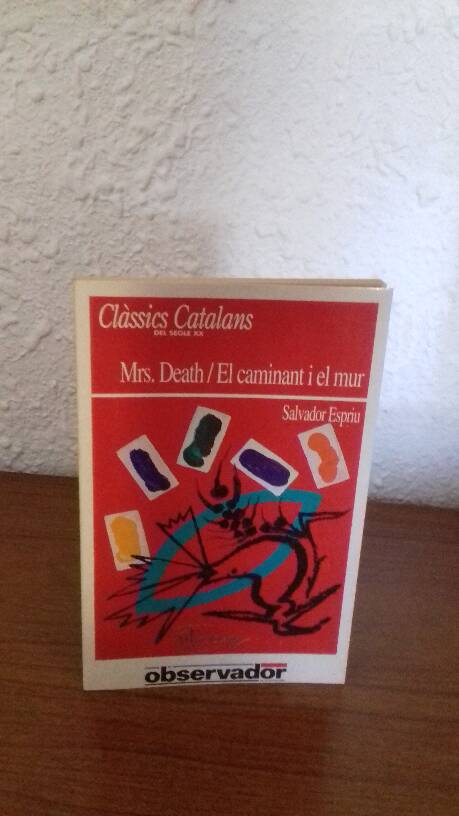 Clàssics Catalans
DEL SEGLE XX
Mrs. Death / El caminant i el mur
Salvador Espriu
observador